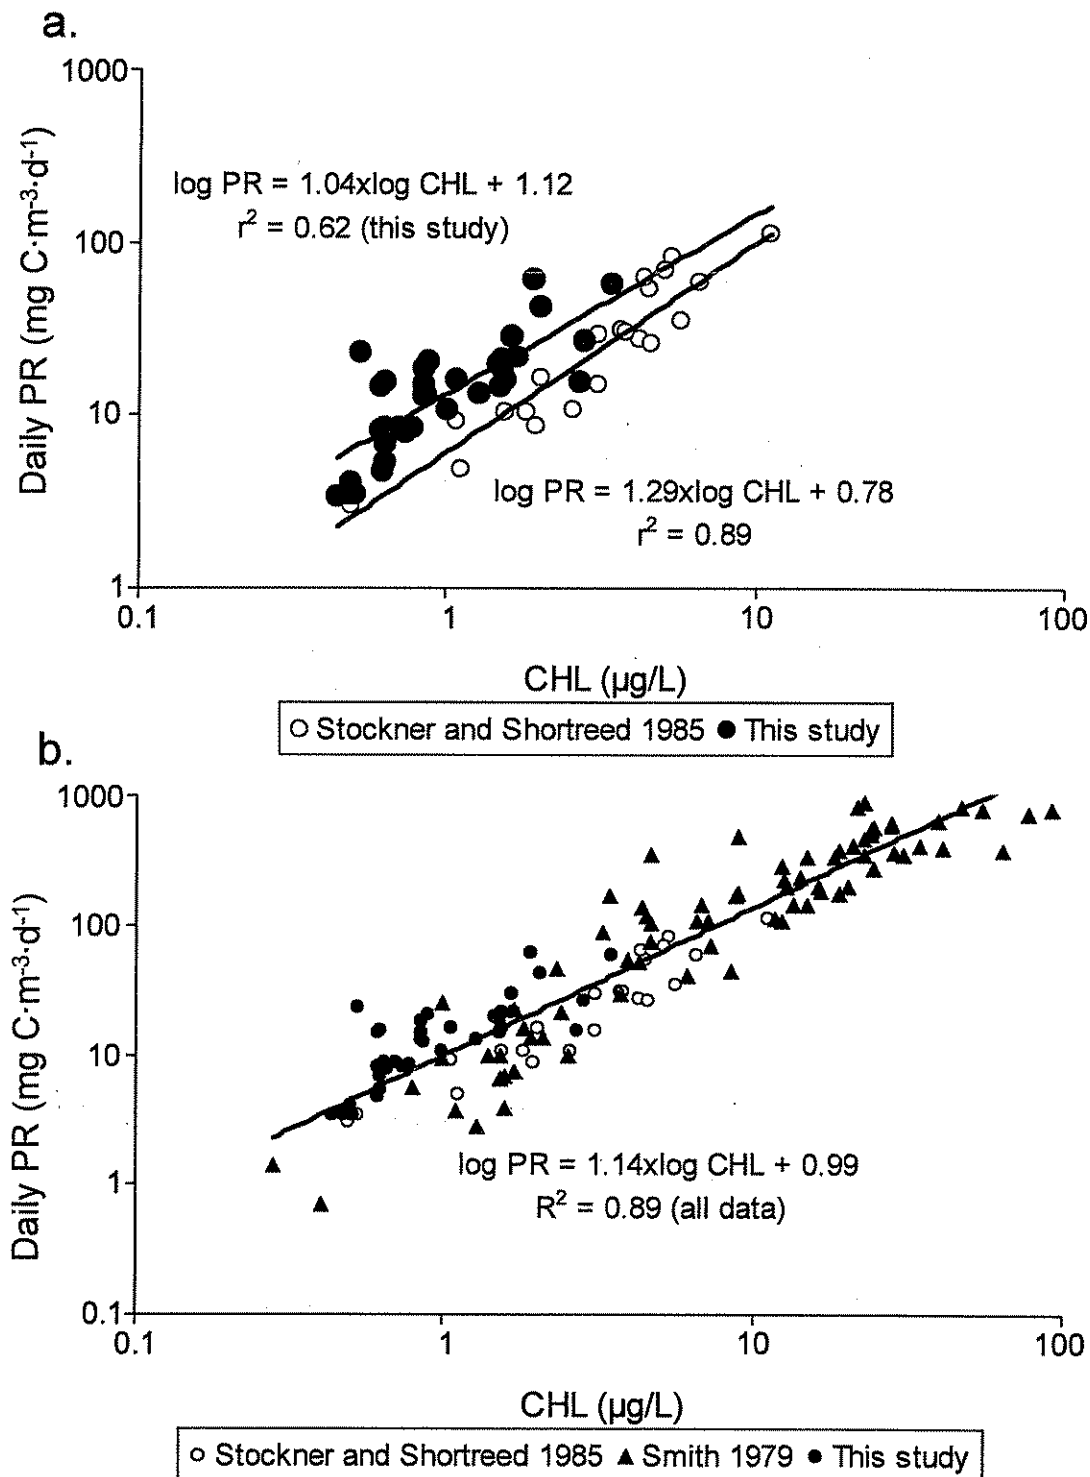 a.
1000
100
10
1
0.1
1
10
100
Daily PR (mg C·m⁻³·d⁻¹)
log PR = 1.04xlog CHL + 1.12
r² = 0.62 (this study)
log PR = 1.29xlog CHL + 0.78
r² = 0.89
CHL (µg/L)
○ Stockner and Shortreed 1985 ● This study
b.
1000
100
10
1
0.1
0.1
1
10
100
Daily PR (mg C·m⁻³·d⁻¹)
log PR = 1.14xlog CHL + 0.99
R² = 0.89 (all data)
CHL (µg/L)
○ Stockner and Shortreed 1985 ▲ Smith 1979 ● This study